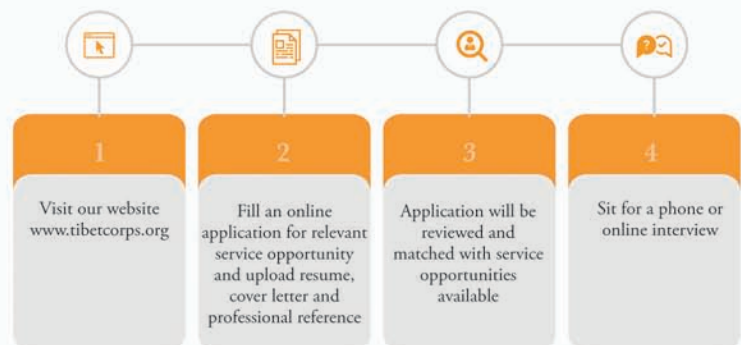 1
Visit our website
www.tibetcorps.org
2
Fill an online
application for relevant
service opportunity
and upload resume,
cover letter and
professional reference
3
Application will be
reviewed and
matched with service
opportunities
available
4
Sit for a phone or
online interview